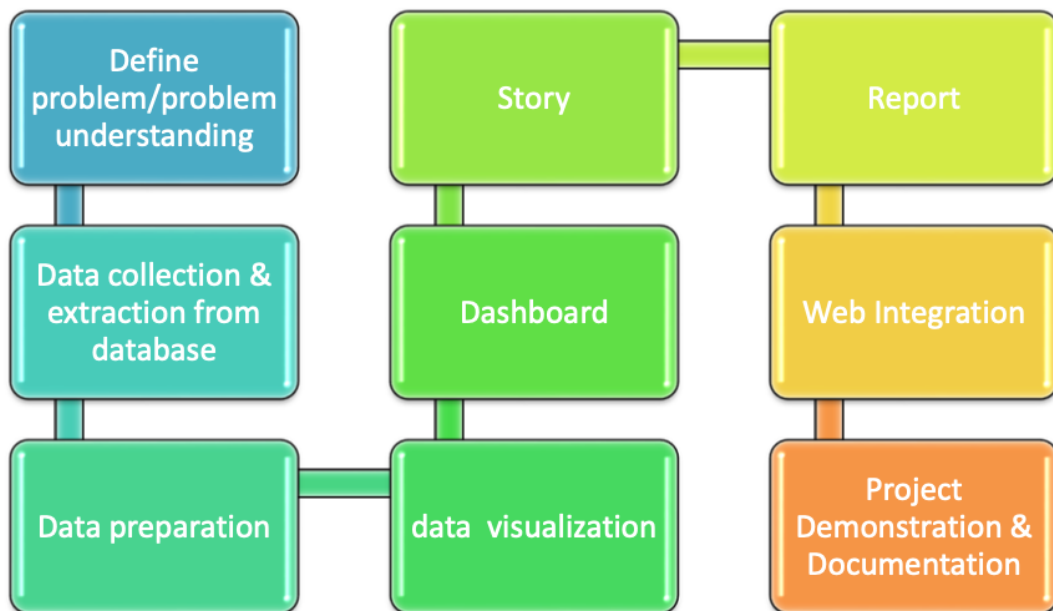 Define
problem/problem
understanding
Data collection &
extraction from
database
Data preparation
data  visualization
Dashboard
Story
Report
Web Integration
Project
Demonstration &
Documentation